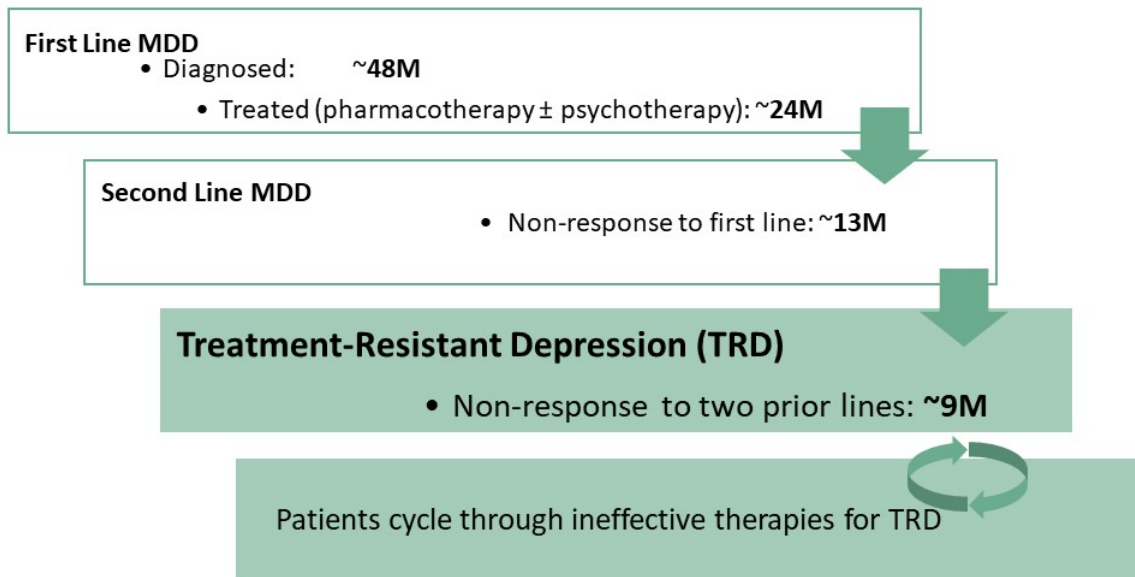 First Line MDD
• Diagnosed: ~48M
• Treated (pharmacotherapy ± psychotherapy): ~24M
Second Line MDD
• Non-response to first line: ~13M
Treatment-Resistant Depression (TRD)
• Non-response to two prior lines: ~9M
Patients cycle through ineffective therapies for TRD